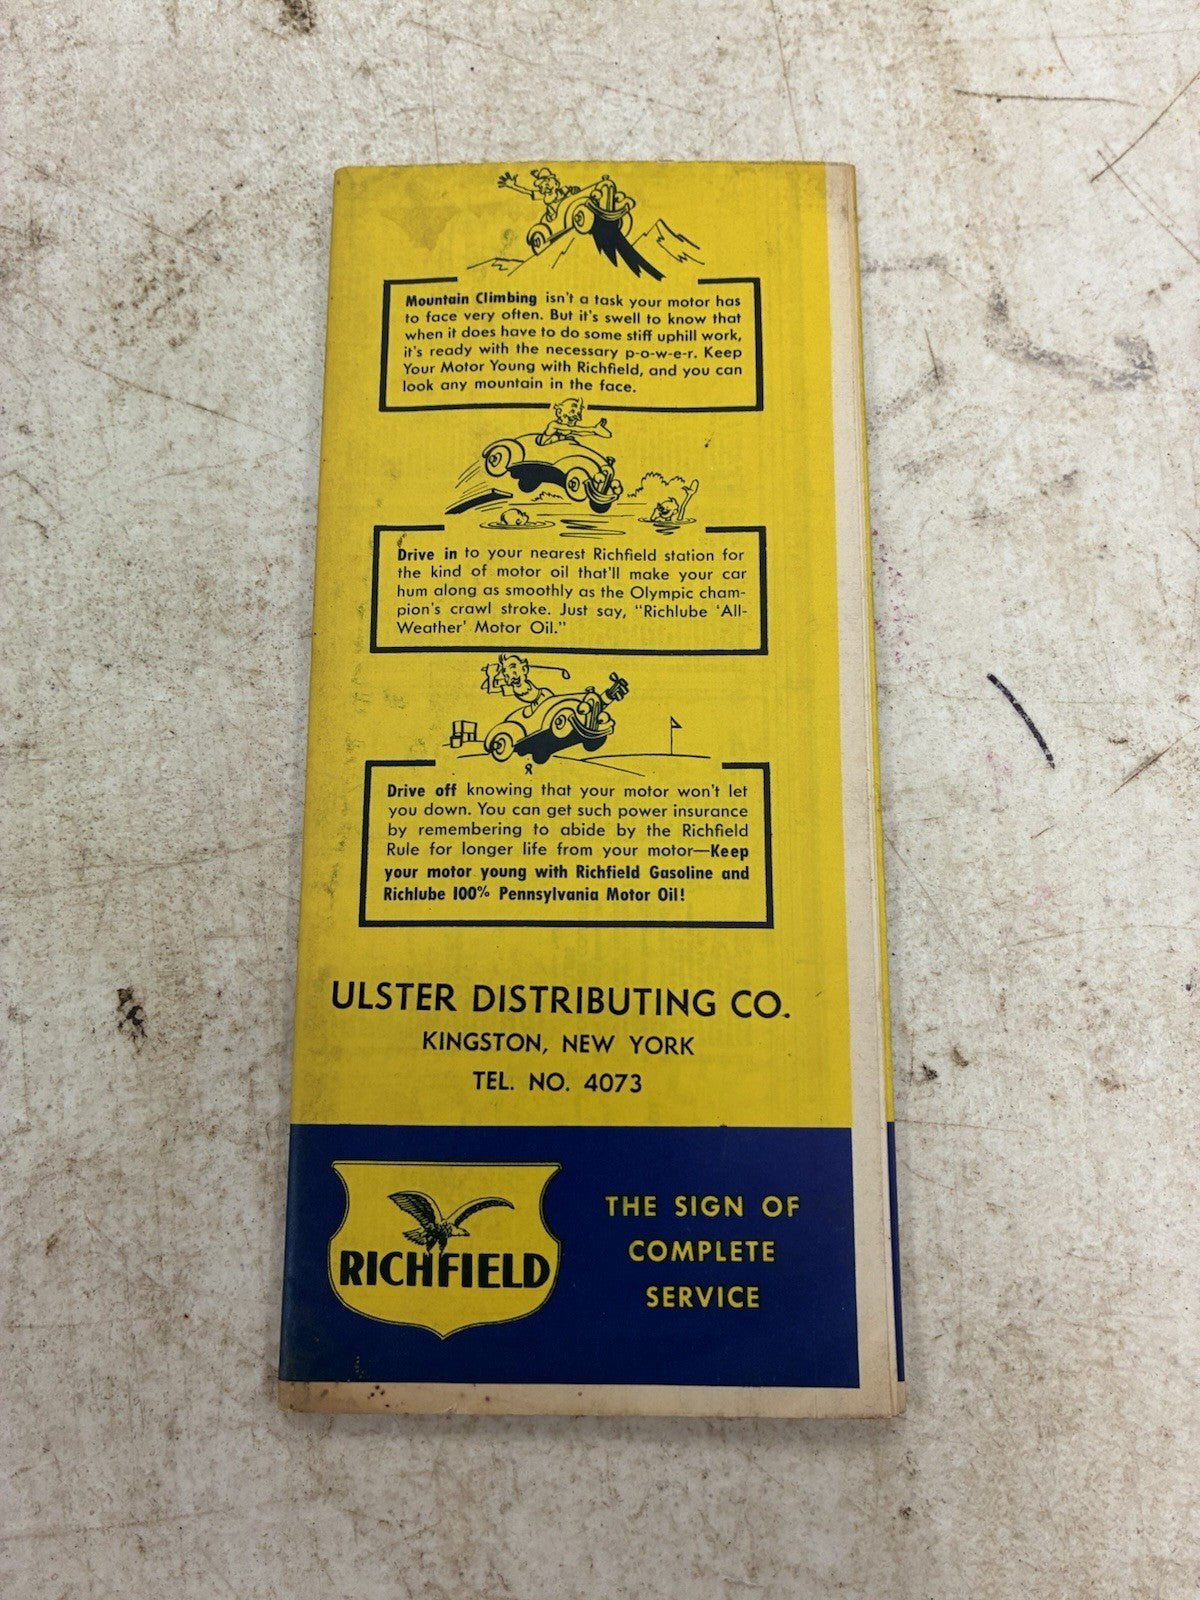 Mountain Climbing isn't a task your motor has
to face very often. But it's swell to know that
when it does have to do some stiff uphill work,
it's ready with the necessary p-o-w-e-r. Keep
Your Motor Young with Richfield, and you can
look any mountain in the face.
Drive in to your nearest Richfield station for
the kind of motor oil that'll make your car
hum along as smoothly as the Olympic cham-
pion's crawl stroke. Just say, "Richlube 'All-
Weather' Motor Oil."
Drive off knowing that your motor won't let
you down. You can get such power insurance
by remembering to abide by the Richfield
Rule for longer life from your motor—Keep
your motor young with Richfield Gasoline and
Richlube 100% Pennsylvania Motor Oil!
ULSTER DISTRIBUTING CO.
KINGSTON, NEW YORK
TEL. NO. 4073
RICHFIELD
THE SIGN OF
COMPLETE
SERVICE